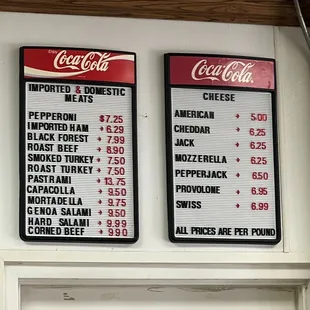 Enjoy
Coca-Cola
IMPORTED & DOMESTIC
MEATS
PEPPERONI $7.25
IMPORTED HAM 6.29
BLACK FOREST 7.99
ROAST BEEF 8.90
SMOKED TURKEY 7.50
ROAST TURKEY 7.50
PASTRAMI 13.75
CAPACOLLA 9.50
MORTADELLA 9.75
GENOA SALAMI 9.50
HARD SALAMI 9.99
CORNED BEEF 9.90
Coca-Cola
CHEESE
AMERICAN 5.00
CHEDDAR 6.25
JACK 6.25
MOZZERELLA 6.25
PEPPERJACK 6.50
PROVOLONE 6.95
SWISS 6.99
ALL PRICES ARE PER POUND